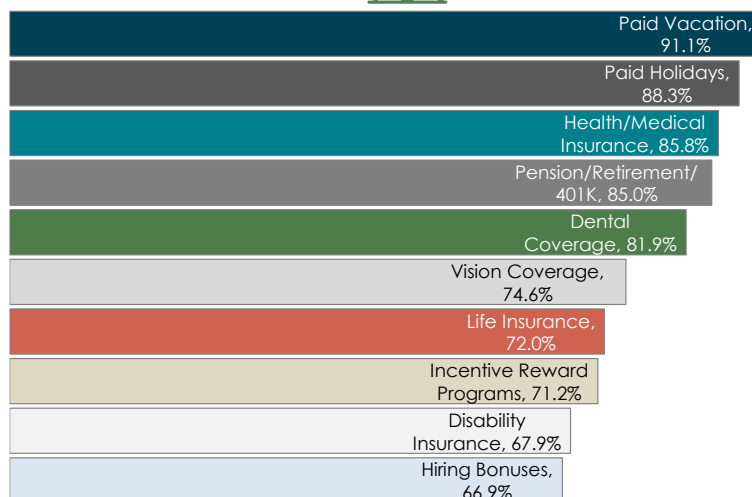 Paid Vacation,
91.1%
Paid Holidays,
88.3%
Health/Medical
Insurance, 85.8%
Pension/Retirement/
401K, 85.0%
Dental
Coverage, 81.9%
Vision Coverage,
74.6%
Life Insurance,
72.0%
Incentive Reward
Programs, 71.2%
Disability
Insurance, 67.9%
Hiring Bonuses,
66.9%